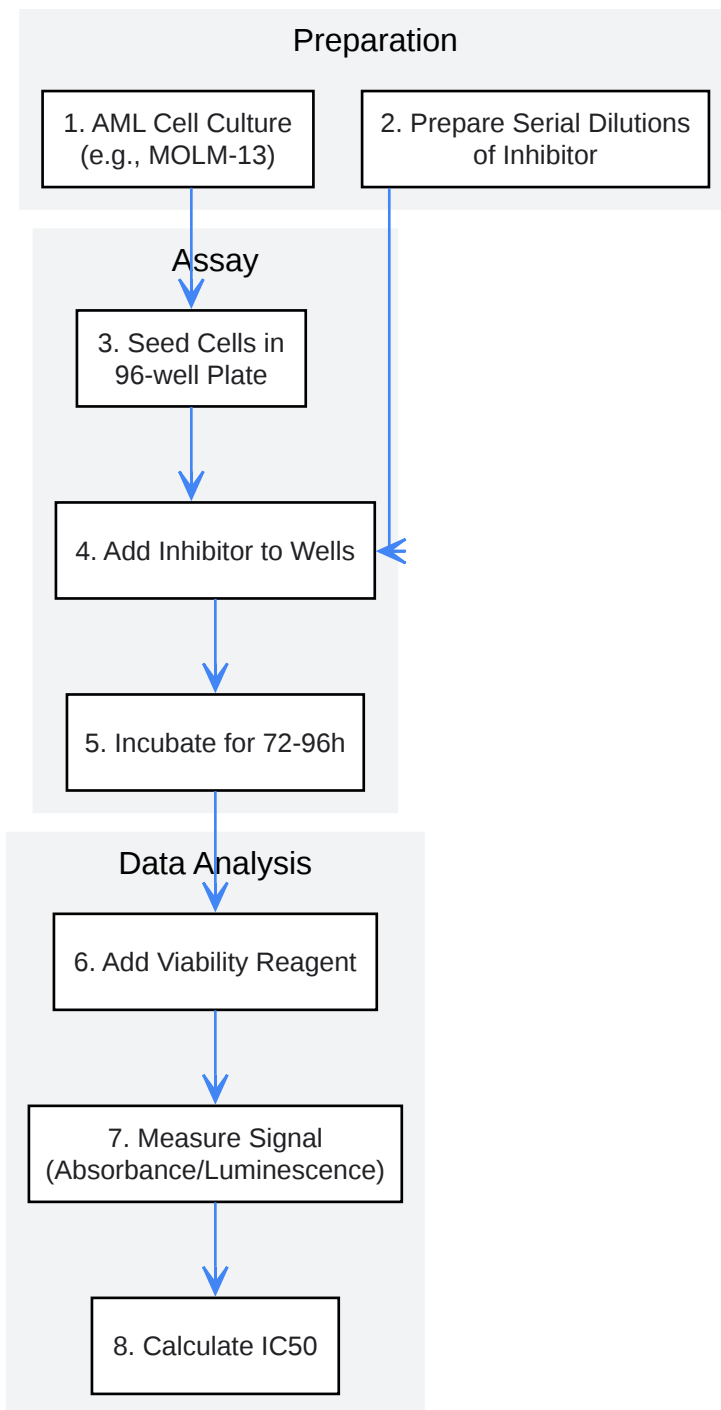 Preparation
1. AML Cell Culture
(e.g., MOLM-13)
2. Prepare Serial Dilutions
of Inhibitor
Assay
3. Seed Cells in
96-well Plate
4. Add Inhibitor to Wells
5. Incubate for 72-96h
Data Analysis
6. Add Viability Reagent
7. Measure Signal
(Absorbance/Luminescence)
8. Calculate IC50